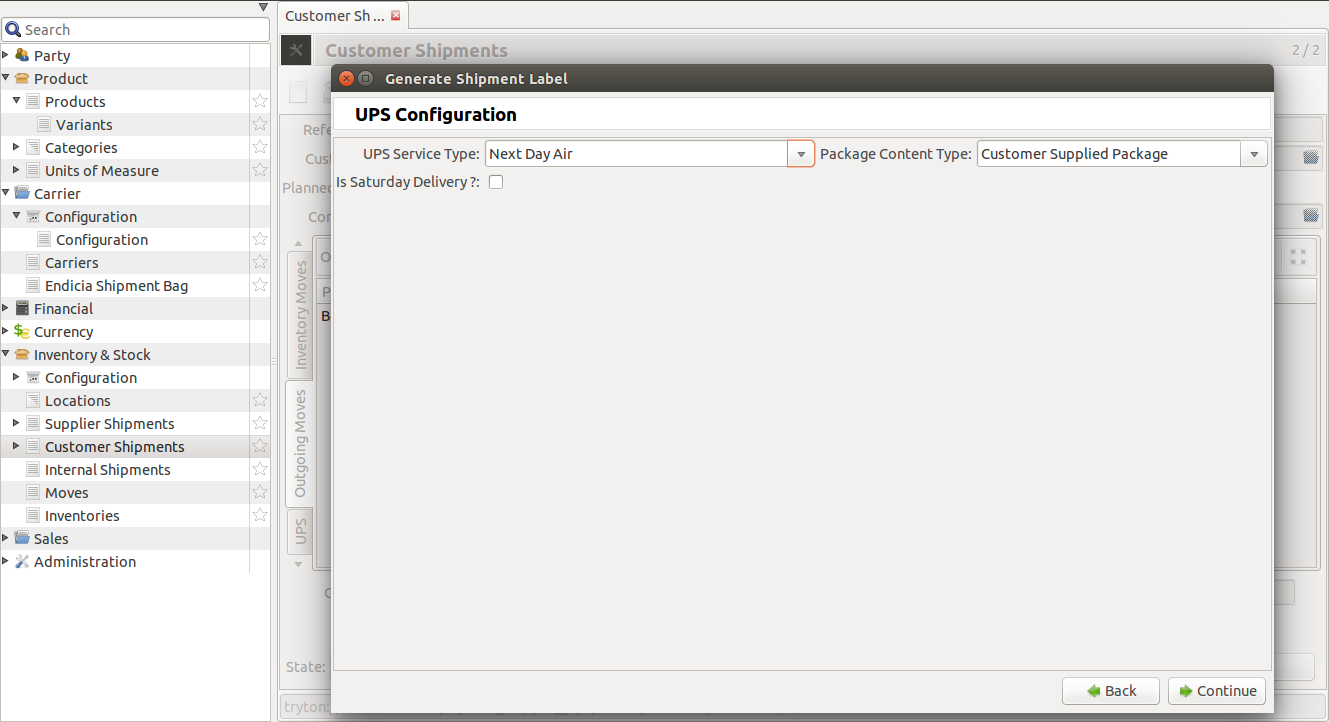 Customer Sh ...
Search
Party
Product
Products
Variants
Categories
Units of Measure
Carrier
Configuration
Configuration
Carriers
Endicia Shipment Bag
Financial
Currency
Inventory & Stock
Configuration
Locations
Supplier Shipments
Customer Shipments
Internal Shipments
Moves
Inventories
Sales
Administration
Customer Shipments
2 / 2
Refe
Cus
Planned
Co
Inventory Moves
Outgoing Moves
UPS
O
P
B
State:
tryton:
Generate Shipment Label
UPS Configuration
UPS Service Type: Next Day Air Package Content Type: Customer Supplied Package
Is Saturday Delivery ?:
Back Continue